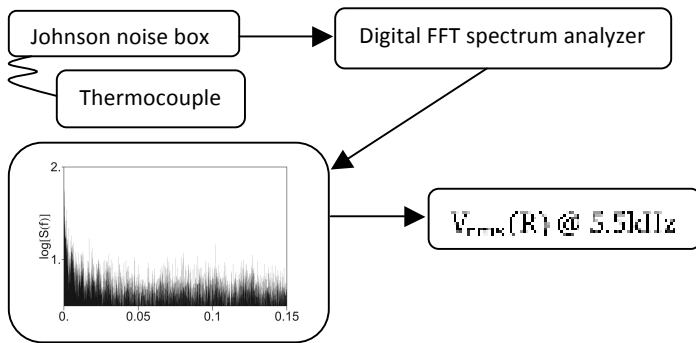 Johnson noise box
Digital FFT spectrum analyzer
Thermocouple
2.
log[S(f)]
1.
0.
0.05
0.1
0.15
V_rms(R) @ 5.5kHz